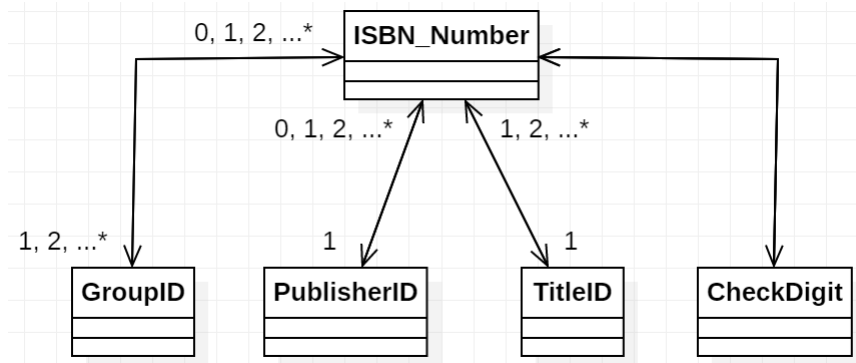 0, 1, 2, ...*
ISBN_Number
0, 1, 2, ...*
1, 2, ...*
1, 2, ...*
1
1
GroupID
PublisherID
TitleID
CheckDigit